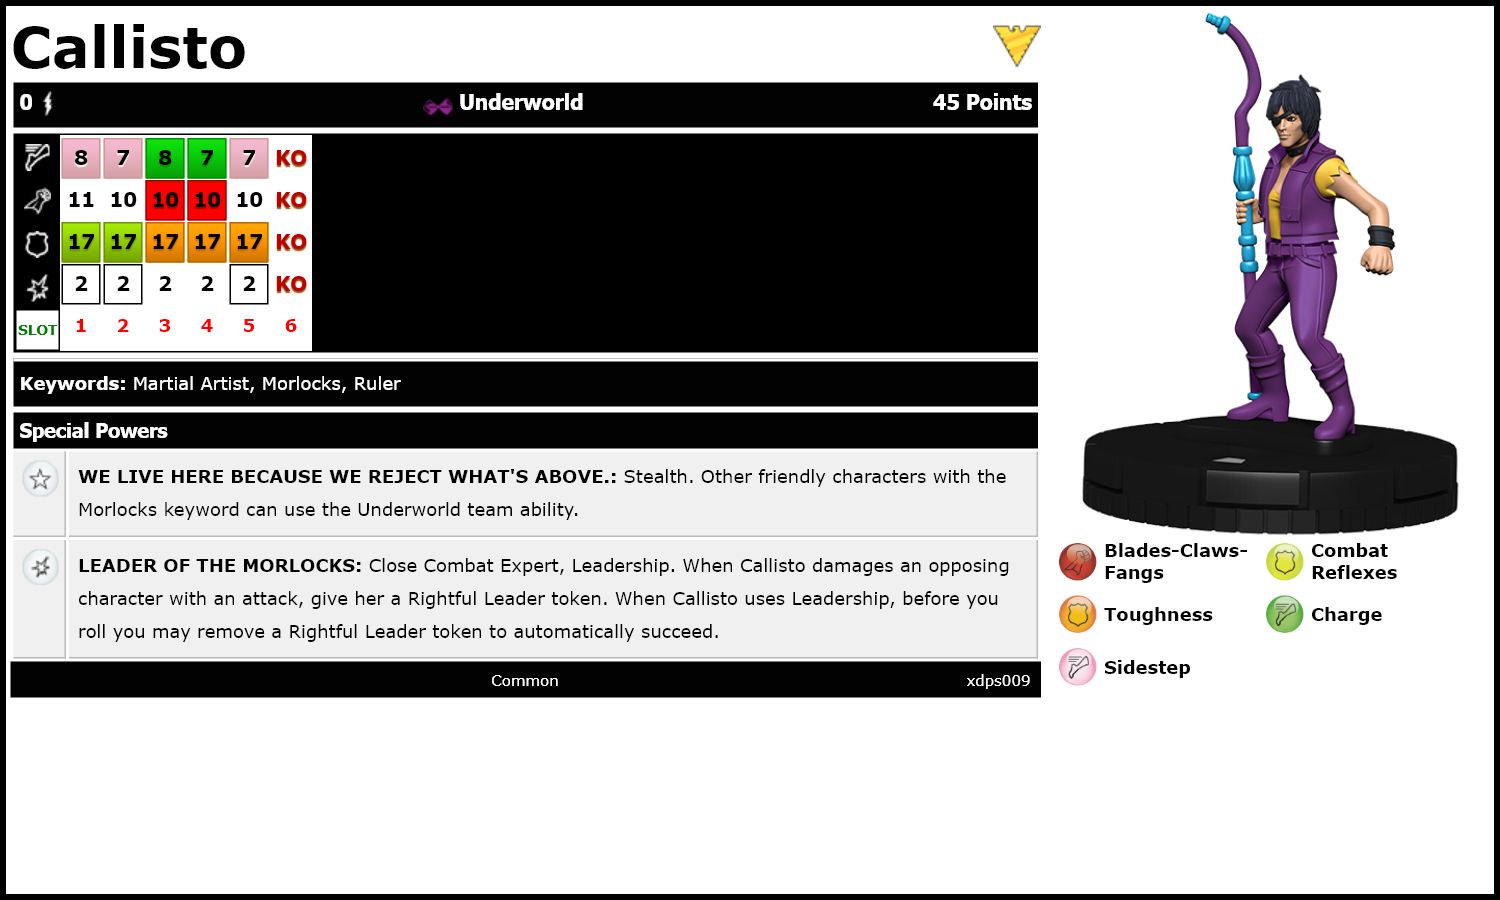 Callisto
0 Underworld 45 Points
8 7 8 7 7 KO
11 10 10 10 10 KO
17 17 17 17 17 KO
2 2 2 2 2 KO
SLOT 1 2 3 4 5 6
Keywords: Martial Artist, Morlocks, Ruler
Special Powers
WE LIVE HERE BECAUSE WE REJECT WHAT'S ABOVE.: Stealth. Other friendly characters with the
Morlocks keyword can use the Underworld team ability.
LEADER OF THE MORLOCKS: Close Combat Expert, Leadership. When Callisto damages an opposing
character with an attack, give her a Rightful Leader token. When Callisto uses Leadership, before you
roll you may remove a Rightful Leader token to automatically succeed.
Common xdps009
Blades-Claws-
Fangs
Combat
Reflexes
Toughness
Charge
Sidestep